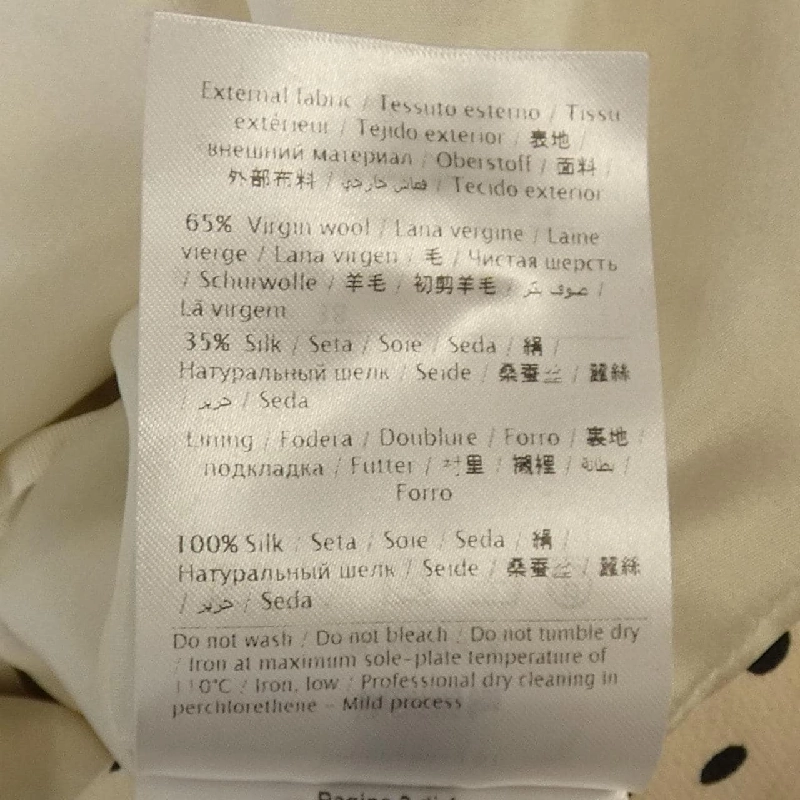 External fabric / Tessuto esterno / Tissu
extérieur / Tejido exterior / 表地 /
внешний материал / Oberstoff / 面料 /
外部布料 / قماش خارجي / Tecido exterior
65% Virgin wool / Lana vergine / Laine
vierge / Lana virgen / 毛 / Чистая шерсть
/ Schurwolle / 羊毛 / 初剪羊毛 / صوف بكر /
Lã virgem
35% Silk / Seta / Soie / Seda / 絹 /
Натуральный шелк / Seide / 桑蚕丝 / 蠶絲
/ حرير / Seda
Lining / Fodera / Doublure / Forro / 裏地 /
подкладка / Futter / 衬里 / 襯裡 / بطانة /
Forro
100% Silk / Seta / Soie / Seda / 絹 /
Натуральный шелк / Seide / 桑蚕丝 / 蠶絲
/ حرير / Seda
Do not wash / Do not bleach / Do not tumble dry
/ Iron at maximum sole-plate temperature of
110°C / Iron, low / Professional dry cleaning in
perchlorethene - Mild process